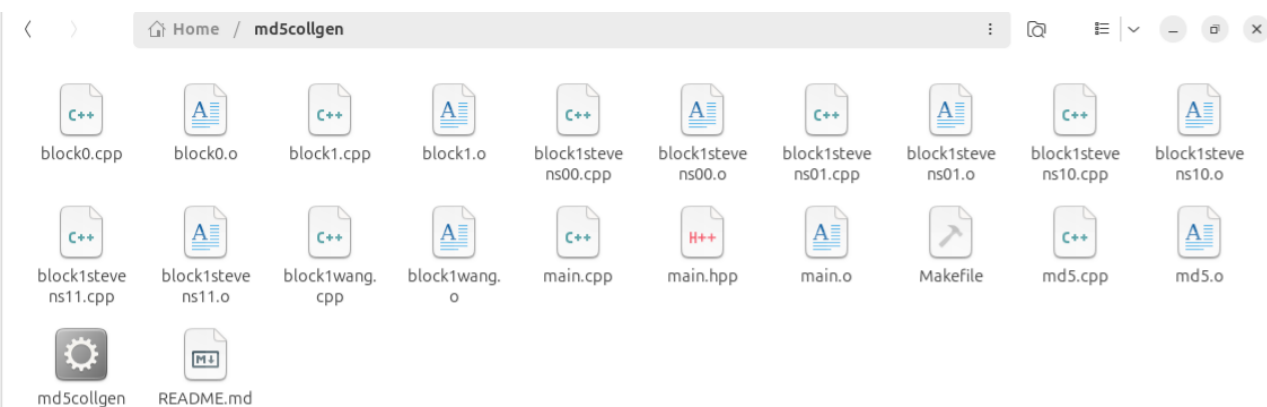 Home / md5collgen
C++
A
C++
A
C++
A
C++
A
C++
A
block0.cpp
block0.o
block1.cpp
block1.o
block1steve
ns00.cpp
block1steve
ns00.o
block1steve
ns01.cpp
block1steve
ns01.o
block1steve
ns10.cpp
block1steve
ns10.o
C++
A
C++
A
C++
H++
A
C++
A
block1steve
ns11.cpp
block1steve
ns11.o
block1wang.
cpp
block1wang.
o
main.cpp
main.hpp
main.o
Makefile
md5.cpp
md5.o
M↓
md5collgen
README.md